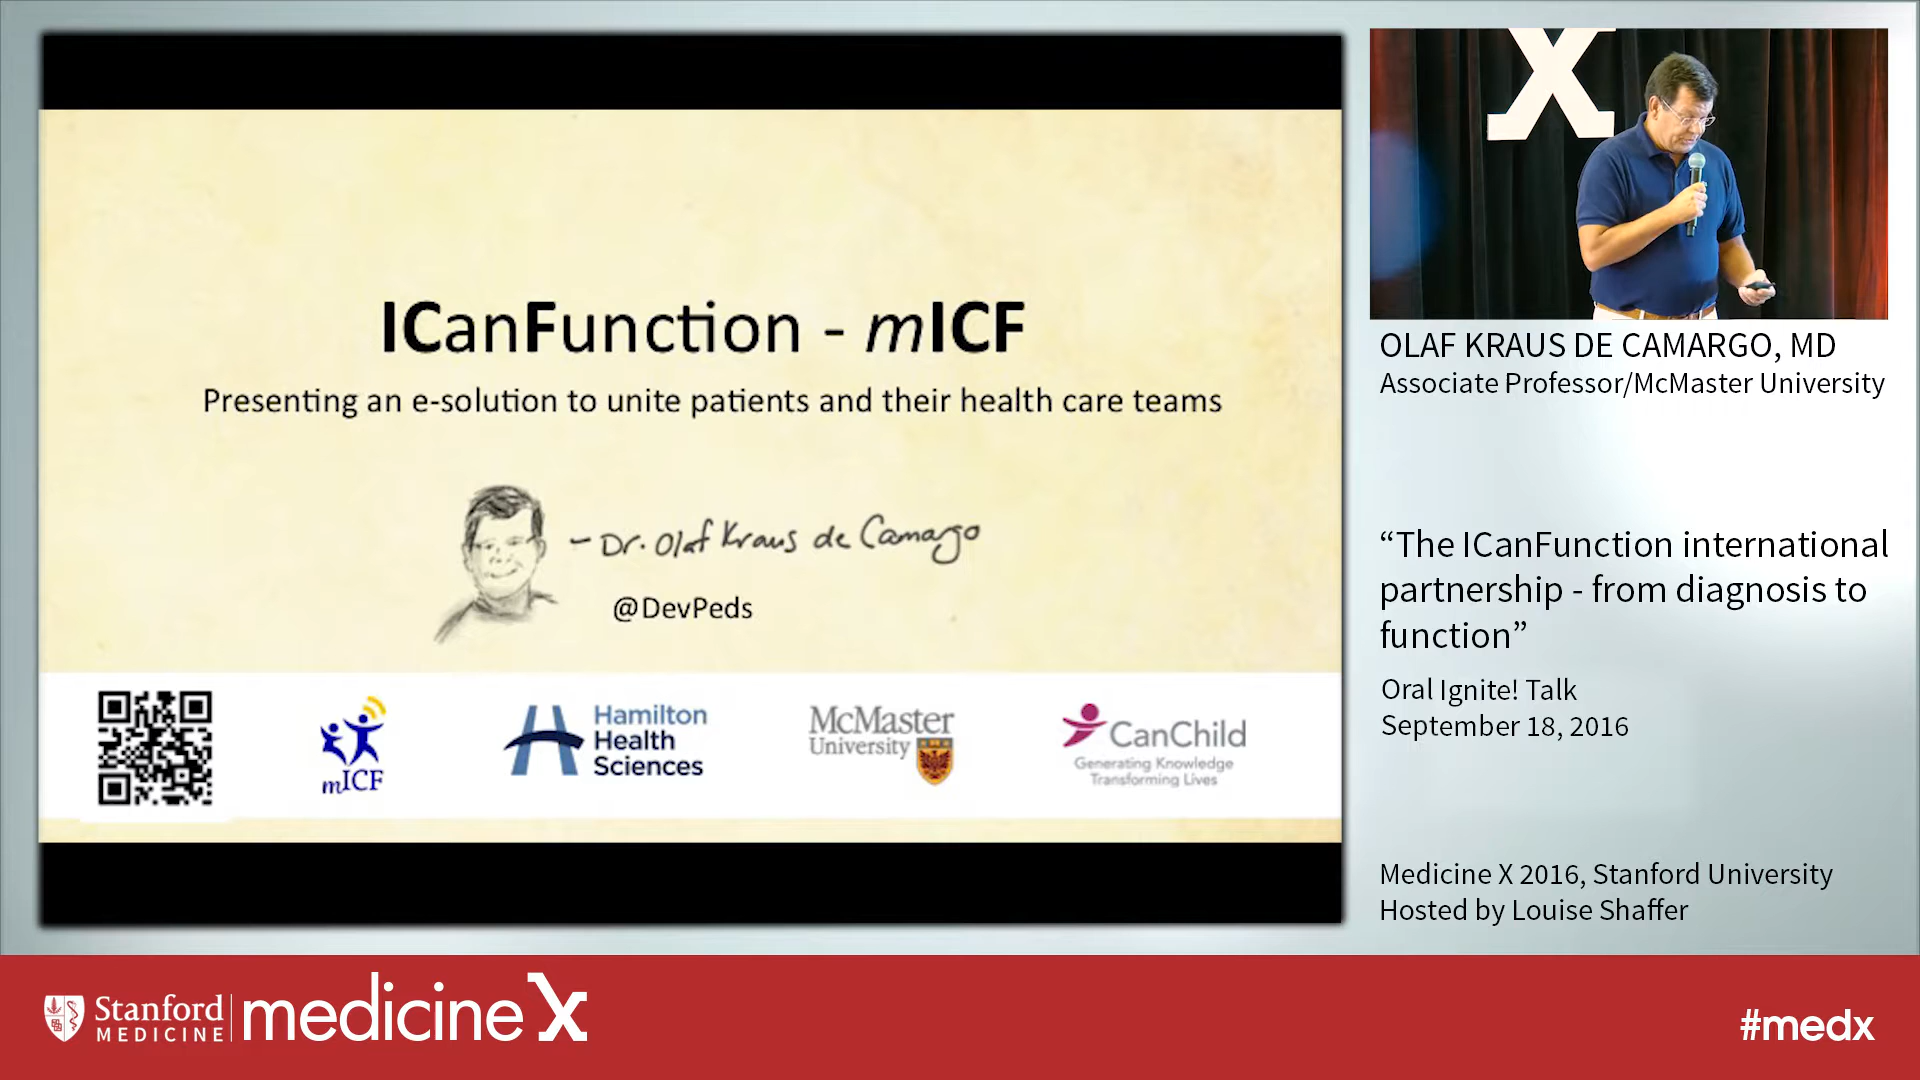 ICanFunction - mICF
Presenting an e-solution to unite patients and their health care teams
- Dr. Olaf Kraus de Camargo
@DevPeds
mICF
Hamilton
Health
Sciences
McMaster
University
CanChild
Generating Knowledge
Transforming Lives
X
OLAF KRAUS DE CAMARGO, MD
Associate Professor/McMaster University
“The ICanFunction international
partnership - from diagnosis to
function”
Oral Ignite! Talk
September 18, 2016
Medicine X 2016, Stanford University
Hosted by Louise Shaffer
Stanford
MEDICINE
medicine X
#medx